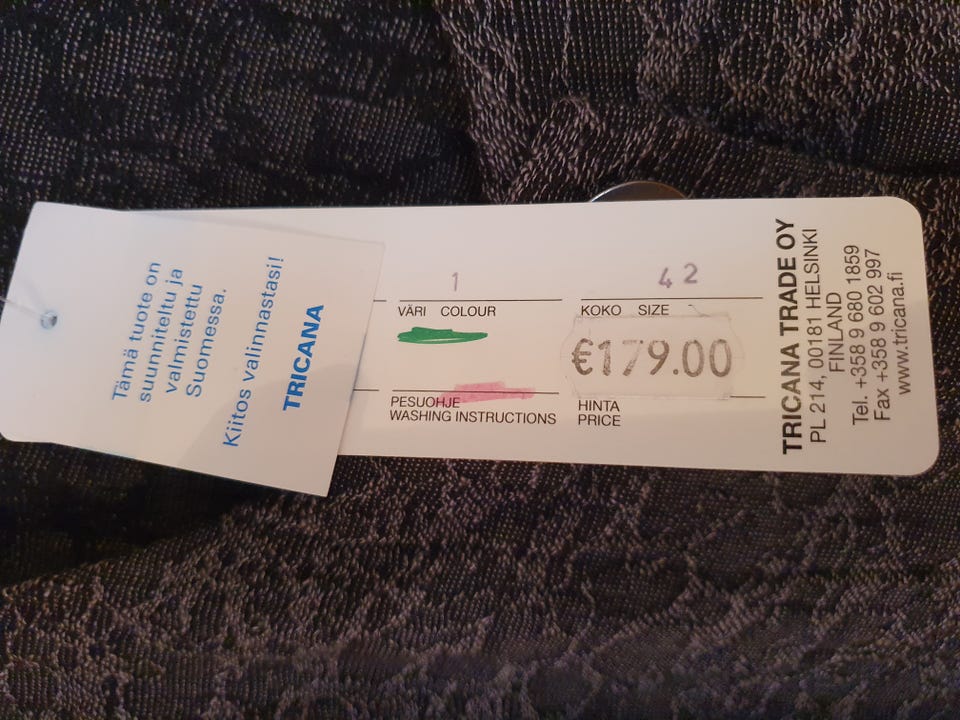 Tämä tuote on
suunniteltu ja
valmistettu
Suomessa.
Kiitos valinnastasi!
TRICANA
1
VÄRI COLOUR
42
KOKO SIZE
€179.00
PESUOHJE
WASHING INSTRUCTIONS
HINTA
PRICE
TRICANA TRADE OY
PL 214, 00181 HELSINKI
FINLAND
Tel. +358 9 680 1859
Fax +358 9 602 997
www.tricana.fi